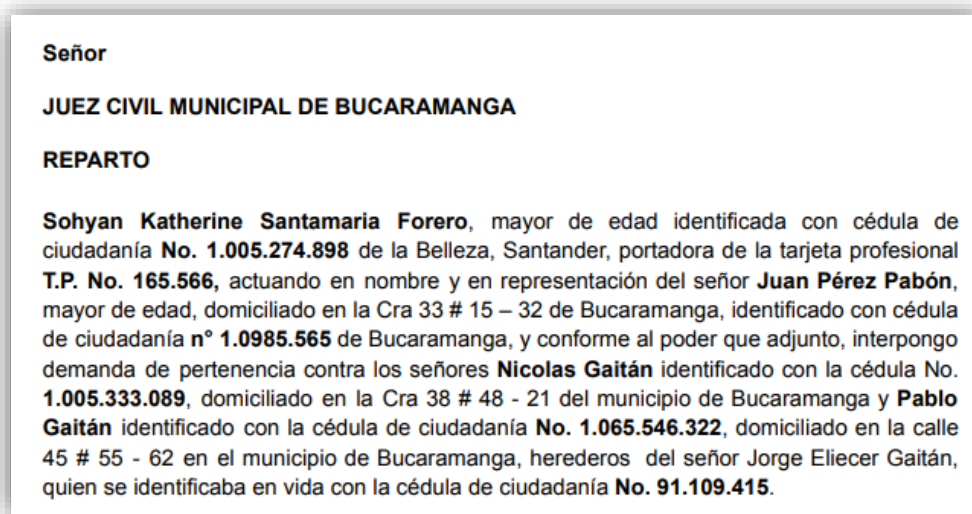 Señor
JUEZ CIVIL MUNICIPAL DE BUCARAMANGA
REPARTO
Sohyan Katherine Santamaria Forero, mayor de edad identificada con cédula de
ciudadanía No. 1.005.274.898 de la Belleza, Santander, portadora de la tarjeta profesional
T.P. No. 165.566, actuando en nombre y en representación del señor Juan Pérez Pabón,
mayor de edad, domiciliado en la Cra 33 # 15 – 32 de Bucaramanga, identificado con cédula
de ciudadanía n° 1.0985.565 de Bucaramanga, y conforme al poder que adjunto, interpongo
demanda de pertenencia contra los señores Nicolas Gaitán identificado con la cédula No.
1.005.333.089, domiciliado en la Cra 38 # 48 - 21 del municipio de Bucaramanga y Pablo
Gaitán identificado con la cédula de ciudadanía No. 1.065.546.322, domiciliado en la calle
45 # 55 - 62 en el municipio de Bucaramanga, herederos del señor Jorge Eliecer Gaitán,
quien se identificaba en vida con la cédula de ciudadanía No. 91.109.415.